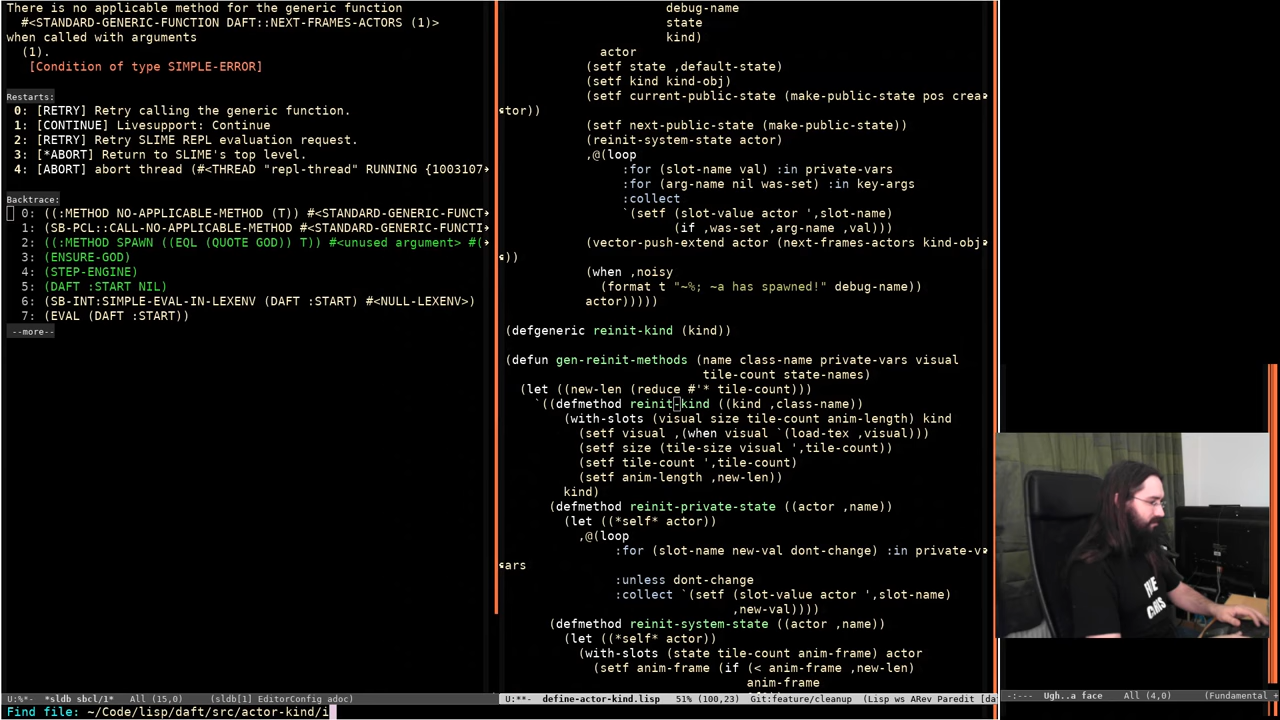 There is no applicable method for the generic function
#<STANDARD-GENERIC-FUNCTION DAFT::NEXT-FRAMES-ACTORS (1)>
when called with arguments
(1).
[Condition of type SIMPLE-ERROR]
Restarts:
0: [RETRY] Retry calling the generic function.
1: [CONTINUE] Livesupport: Continue
2: [RETRY] Retry SLIME REPL evaluation request.
3: [*ABORT] Return to SLIME's top level.
4: [ABORT] abort thread (#<THREAD "repl-thread" RUNNING {1003107
Backtrace:
0: ((:METHOD NO-APPLICABLE-METHOD (T)) #<STANDARD-GENERIC-FUNCT
1: (SB-PCL::CALL-NO-APPLICABLE-METHOD #<STANDARD-GENERIC-FUNCTI
2: ((:METHOD SPAWN ((EQL (QUOTE GOD)) T)) #<unused argument> #(
3: (ENSURE-GOD)
4: (STEP-ENGINE)
5: (DAFT :START NIL)
6: (SB-INT:SIMPLE-EVAL-IN-LEXENV (DAFT :START) #<NULL-LEXENV>)
7: (EVAL (DAFT :START))
--more--
debug-name
state
kind)
actor
(setf state ,default-state)
(setf kind kind-obj)
(setf current-public-state (make-public-state pos crea
tor))
(setf next-public-state (make-public-state))
(reinit-system-state actor)
,@(loop
:for (slot-name val) :in private-vars
:for (arg-name nil was-set) :in key-args
:collect
`(setf (slot-value actor ',slot-name)
(if ,was-set ,arg-name ,val)))
(vector-push-extend actor (next-frames-actors kind-obj
))
(when ,noisy
(format t "~%; ~a has spawned!" debug-name))
actor)))))
(defgeneric reinit-kind (kind))
(defun gen-reinit-methods (name class-name private-vars visual
tile-count state-names)
(let ((new-len (reduce #'* tile-count)))
`((defmethod reinit-kind ((kind ,class-name))
(with-slots (visual size tile-count anim-length) kind
(setf visual ,(when visual `(load-tex ,visual)))
(setf size (tile-size visual ',tile-count))
(setf tile-count ',tile-count)
(setf anim-length ,new-len))
kind)
(defmethod reinit-private-state ((actor ,name))
(let ((*self* actor))
,@(loop
:for (slot-name new-val dont-change) :in private-v
ars
:unless dont-change
:collect `(setf (slot-value actor ',slot-name)
,new-val))))
(defmethod reinit-system-state ((actor ,name))
(let ((*self* actor))
(with-slots (state tile-count anim-frame) actor
(setf anim-frame (if (< anim-frame ,new-len)
anim-frame
U:%*- *sldb sbcl/1* All (15,0) (sldb[1] EditorConfig adoc)
U:**- define-actor-kind.lisp 51% (100,23) Git:feature/cleanup (Lisp ws ARev Paredit [da
-:--- Ugh..a face All (4,0) (Fundamental +
Find file: ~/Code/lisp/daft/src/actor-kind/i